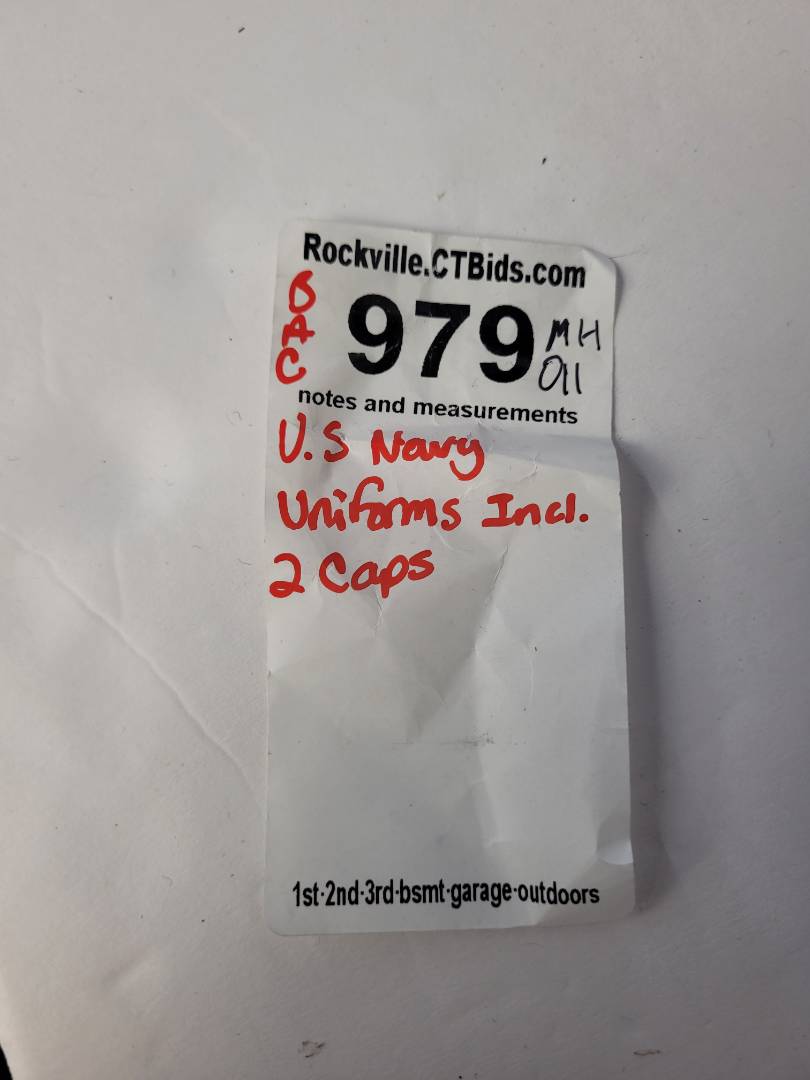 Rockville.CTBids.com
B
A
C
979
MH
011
notes and measurements
U.S Navy
Uniforms Incl.
2 Caps
1st-2nd-3rd-bsmt-garage-outdoors